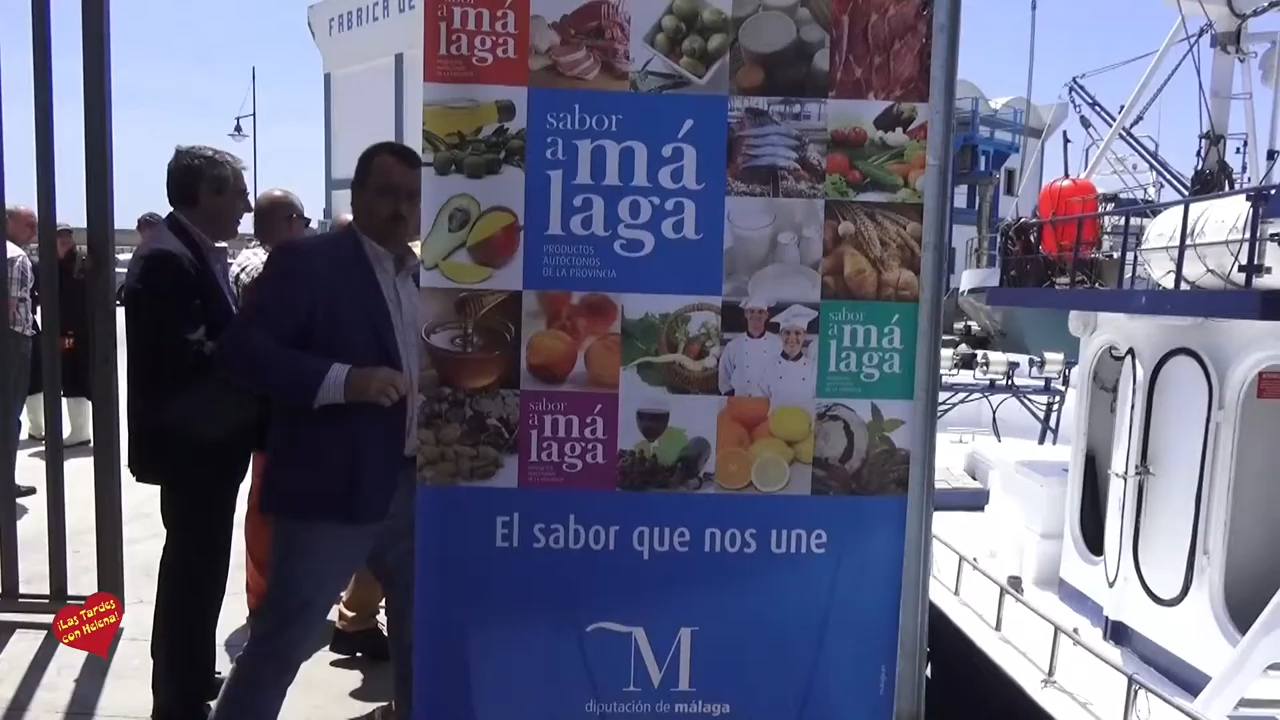 FABRICA DE
sabor
a má
laga
sabor
a má
laga
PRODUCTOS
AUTÓCTONOS
DE LA PROVINCIA
sabor
a má
laga
sabor
a má
laga
El sabor que nos une
M
diputación de málaga
¡Las Tardes
con Helena!